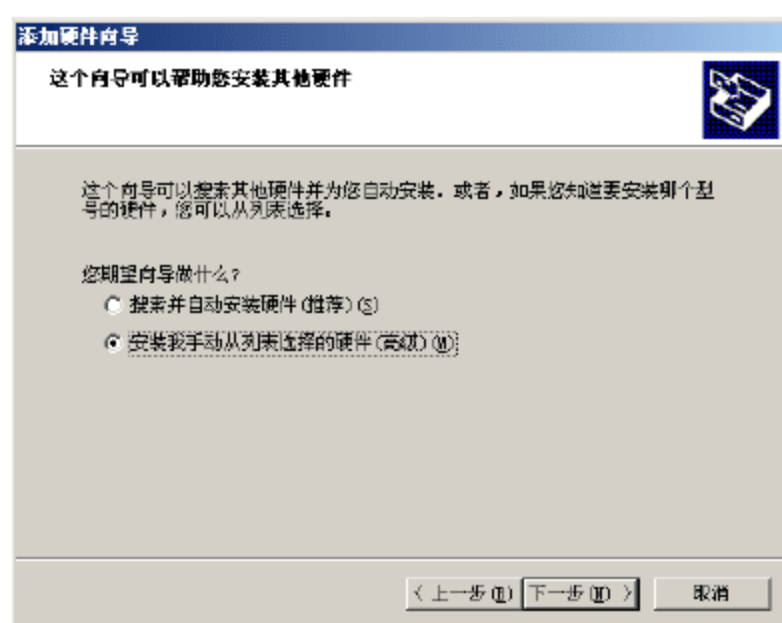 添加硬件向导
这个向导可以帮助您安装其他硬件
这个向导可以搜索其他硬件并为您自动安装。或者，如果您知道要安装哪个型
号的硬件，您可以从列表选择。
您期望向导做什么?
搜索并自动安装硬件(推荐)(S)
安装我手动从列表选择的硬件(高级)(M)
< 上一步(B) 下一步(N) > 取消